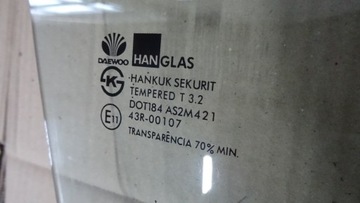 DAEWOO HANGLAS
K HANKUK SEKURIT
TEMPERED T 3.2
DOT184 AS2M421
E11 43R-00107
TRANSPARÊNCIA 70% MIN.